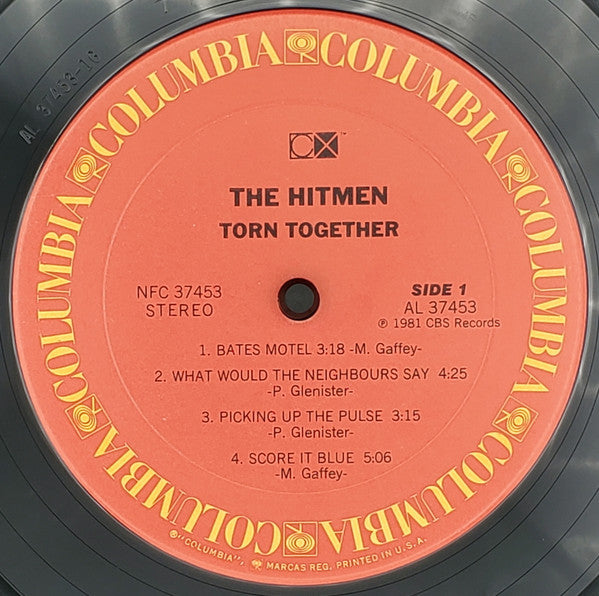 AL 37453-1G
COLUMBIA COLUMBIA COLUMBIA COLUMBIA COLUMBIA COLUMBIA COLUMBIA COLUMBIA
CX™
THE HITMEN
TORN TOGETHER
NFC 37453
STEREO
SIDE 1
AL 37453
℗ 1981 CBS Records
1. BATES MOTEL 3:18 -M. Gaffey-
2. WHAT WOULD THE NEIGHBOURS SAY 4:25
-P. Glenister-
3. PICKING UP THE PULSE 3:15
-P. Glenister-
4. SCORE IT BLUE 5:06
-M. Gaffey-
®"COLUMBIA", MARCAS REG. PRINTED IN U.S.A.